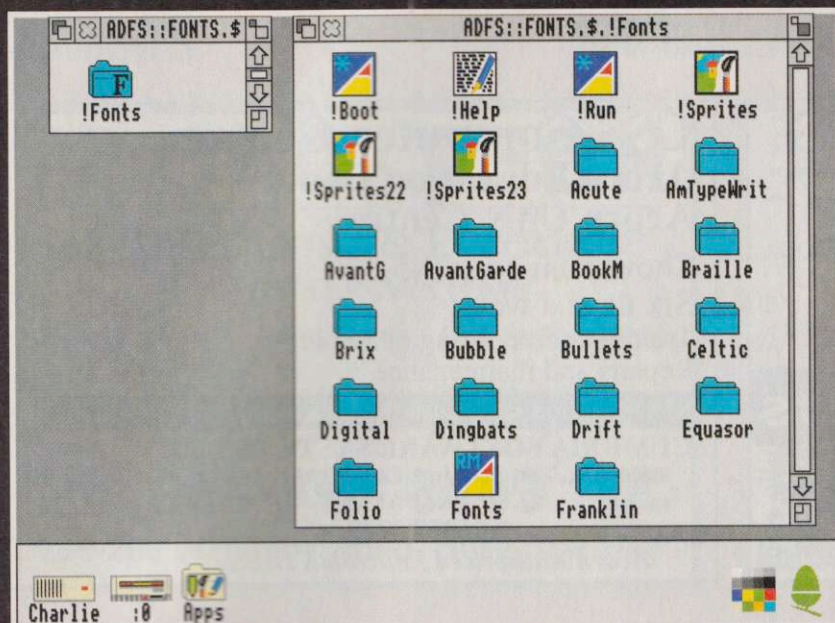 ADFS::FONTS.$
!Fonts
ADFS::FONTS.$.!Fonts
!Boot !Help !Run !Sprites
!Sprites22 !Sprites23 Acute AmTypeWrit
AvantG AvantGarde BookM Braille
Brix Bubble Bullets Celtic
Digital Dingbats Drift Equasor
Folio Fonts Franklin
Charlie :0 Apps